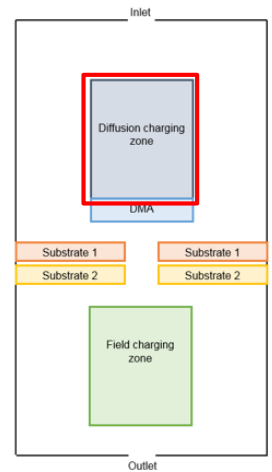 Inlet
Diffusion charging
zone
DMA
Substrate 1
Substrate 1
Substrate 2
Substrate 2
Field charging
zone
Outlet